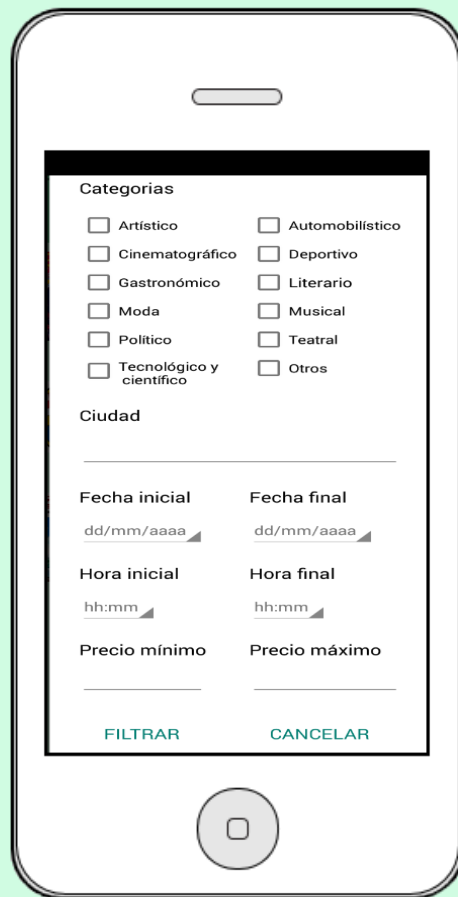 Categorias
Artístico Automobilístico
Cinematográfico Deportivo
Gastronómico Literario
Moda Musical
Político Teatral
Tecnológico y Otros
científico
Ciudad
Fecha inicial Fecha final
dd/mm/aaaa dd/mm/aaaa
Hora inicial Hora final
hh:mm hh:mm
Precio mínimo Precio máximo
FILTRAR CANCELAR